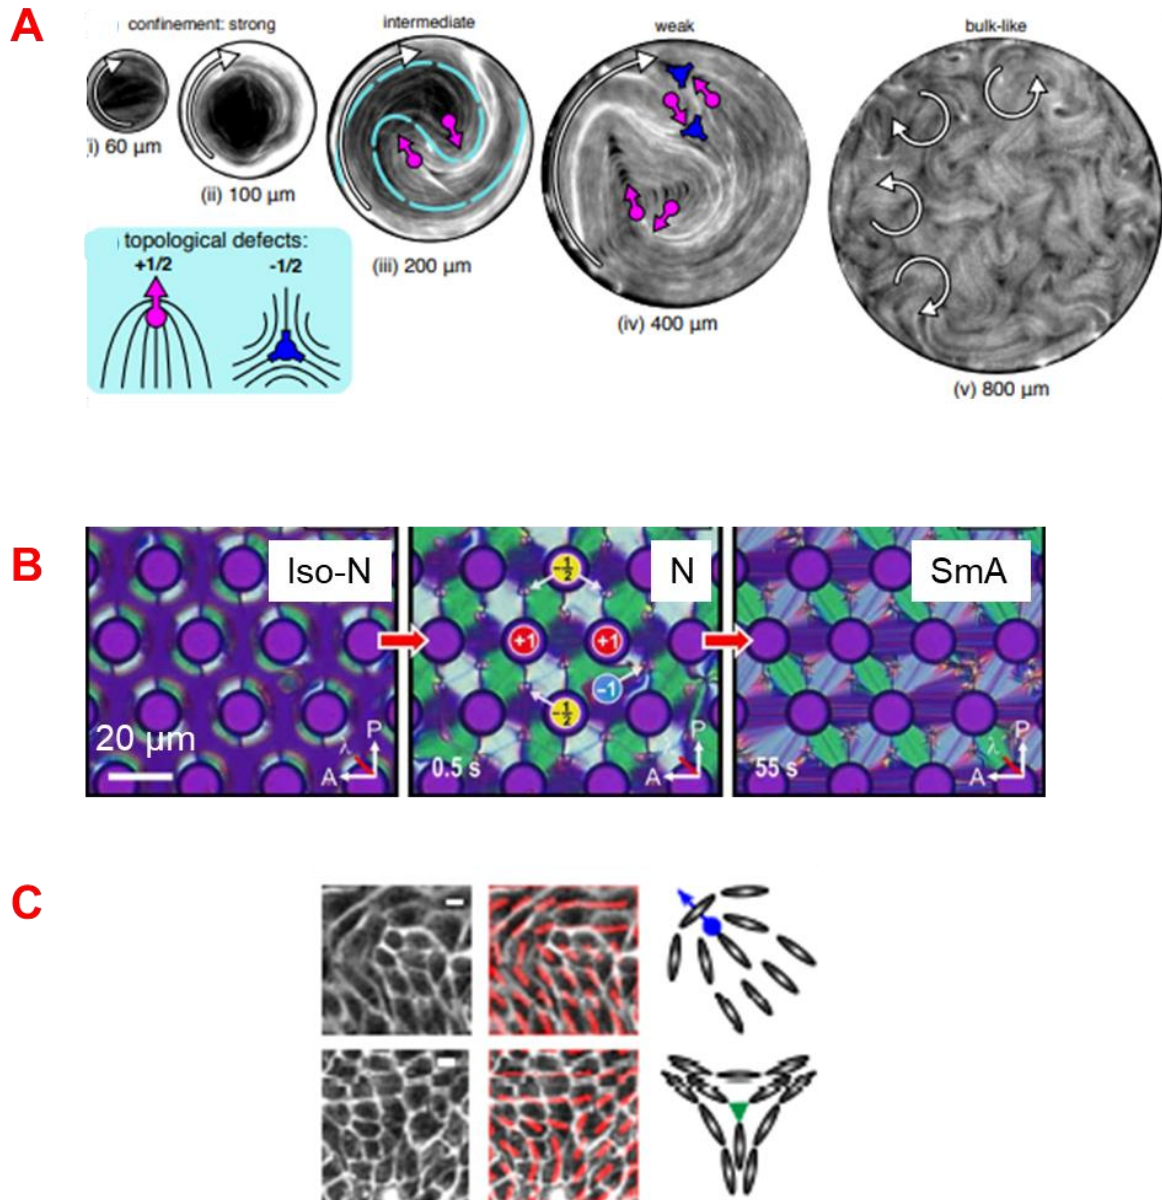 A
confinement: strong
intermediate
weak
bulk-like
i) 60 µm
(ii) 100 µm
(iii) 200 µm
(iv) 400 µm
(v) 800 µm
) topological defects:
+1/2 -1/2
B
Iso-N
N
SmA
-1/2
+1 +1
-1
-1/2
20 µm
λ P
A
0.5 s
λ P
A
55 s
λ P
A
C